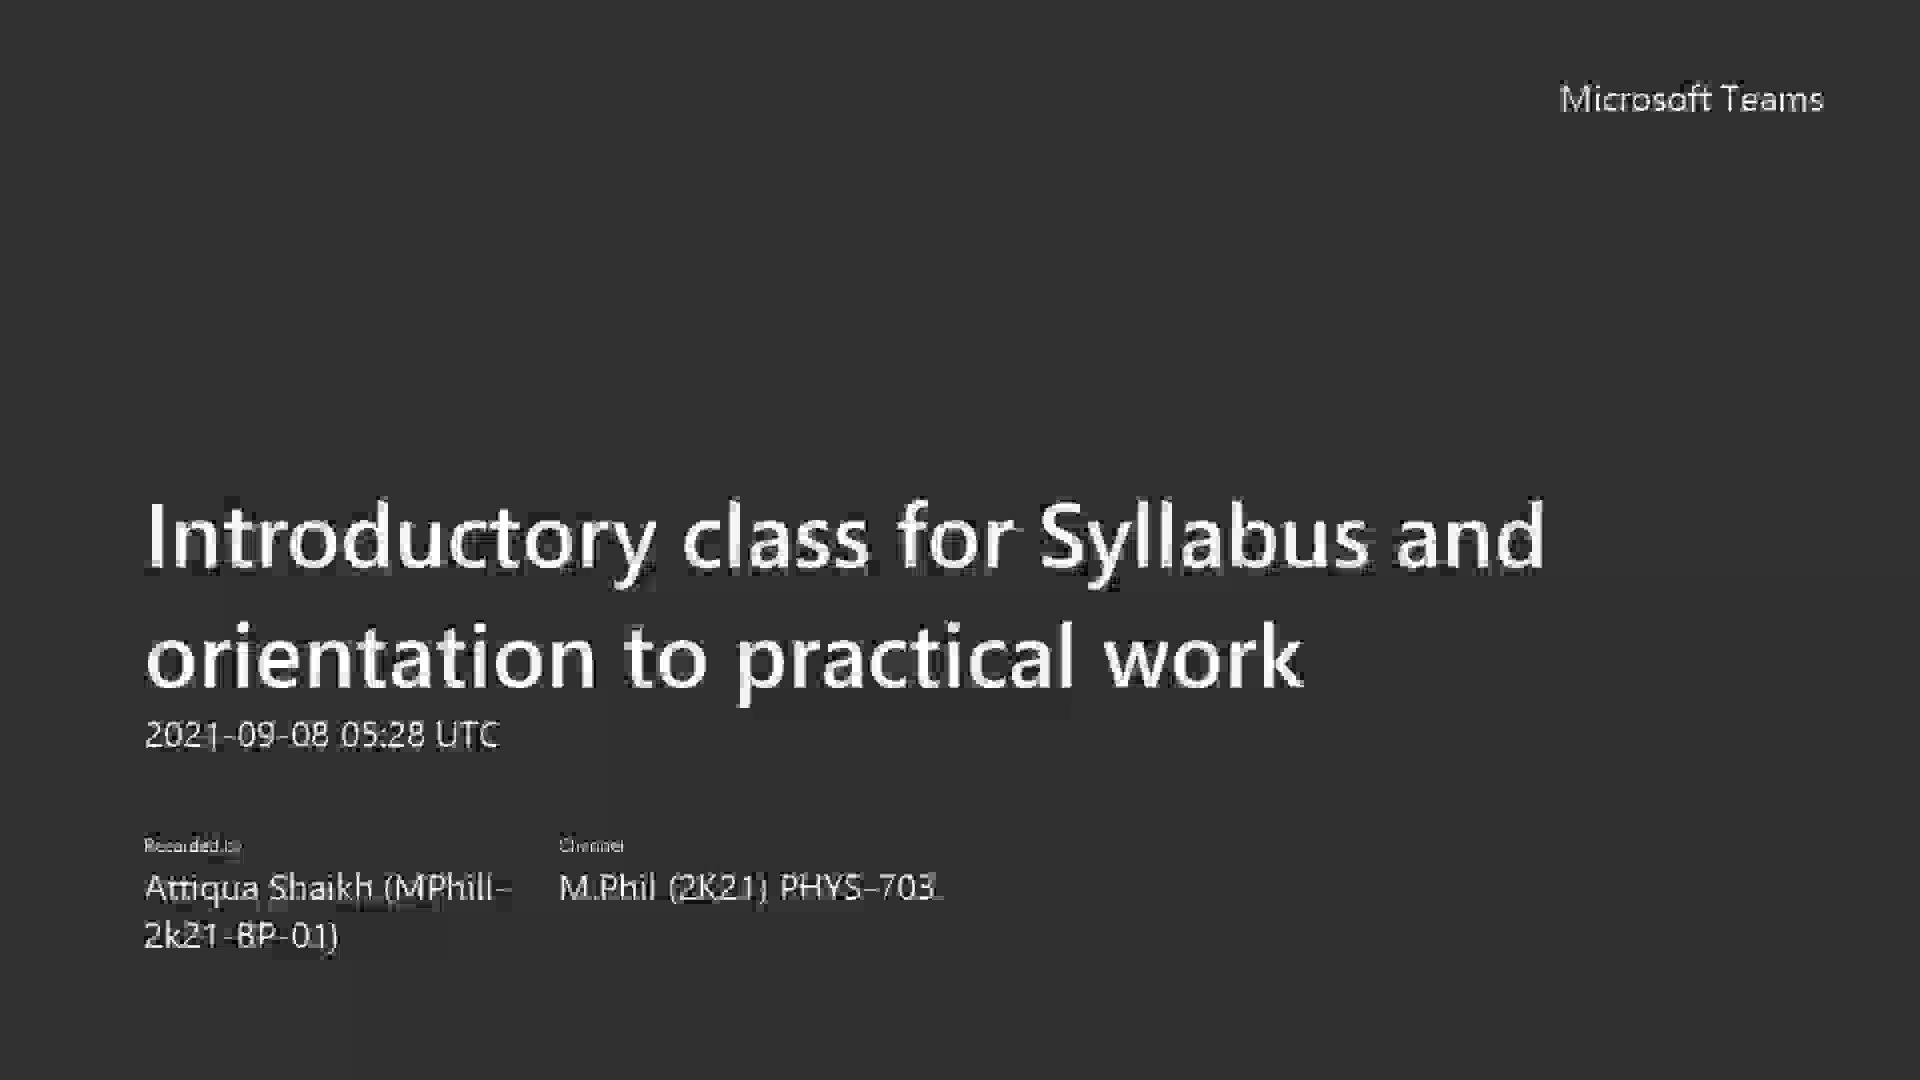 Microsoft Teams
Introductory class for Syllabus and
orientation to practical work
2021-09-08 05:28 UTC
Recorded by
Channel
Attiqua Shaikh (MPhill-
M.Phil (2K21) PHYS-703
2k21-BP-01)